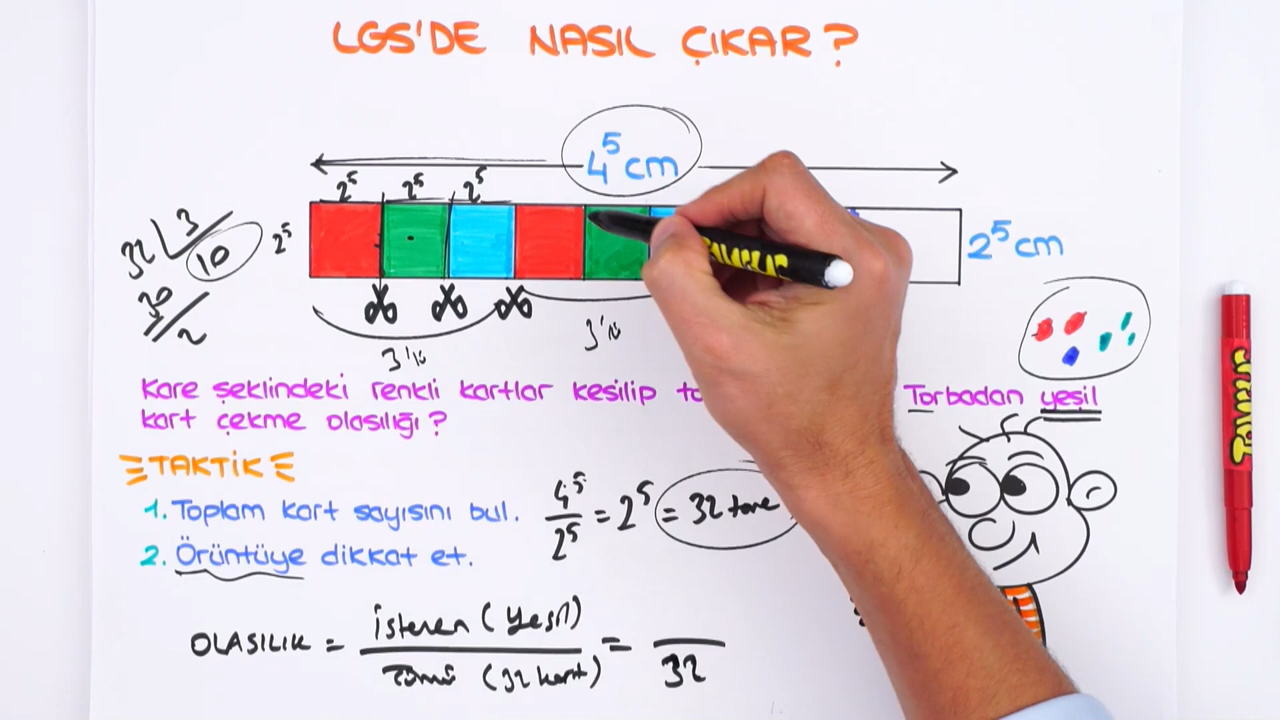 LGS'DE NASIL ÇIKAR?
4⁵ cm
2⁵ 2⁵ 2⁵
32 3
10
30
2
2⁵
2⁵ cm
3'lü 3'lü
Kare şeklindeki renkli kartlar kesilip Torbadan yeşil
kart çekme olasılığı?
TAKTİK
1. Toplam kart sayısını bul.
4⁵/2⁵ = 2⁵ = 32 tane
2. Örüntüye dikkat et.
OLASILIK = İstenen (Yeşil) / Tümü (32 kart) = /32